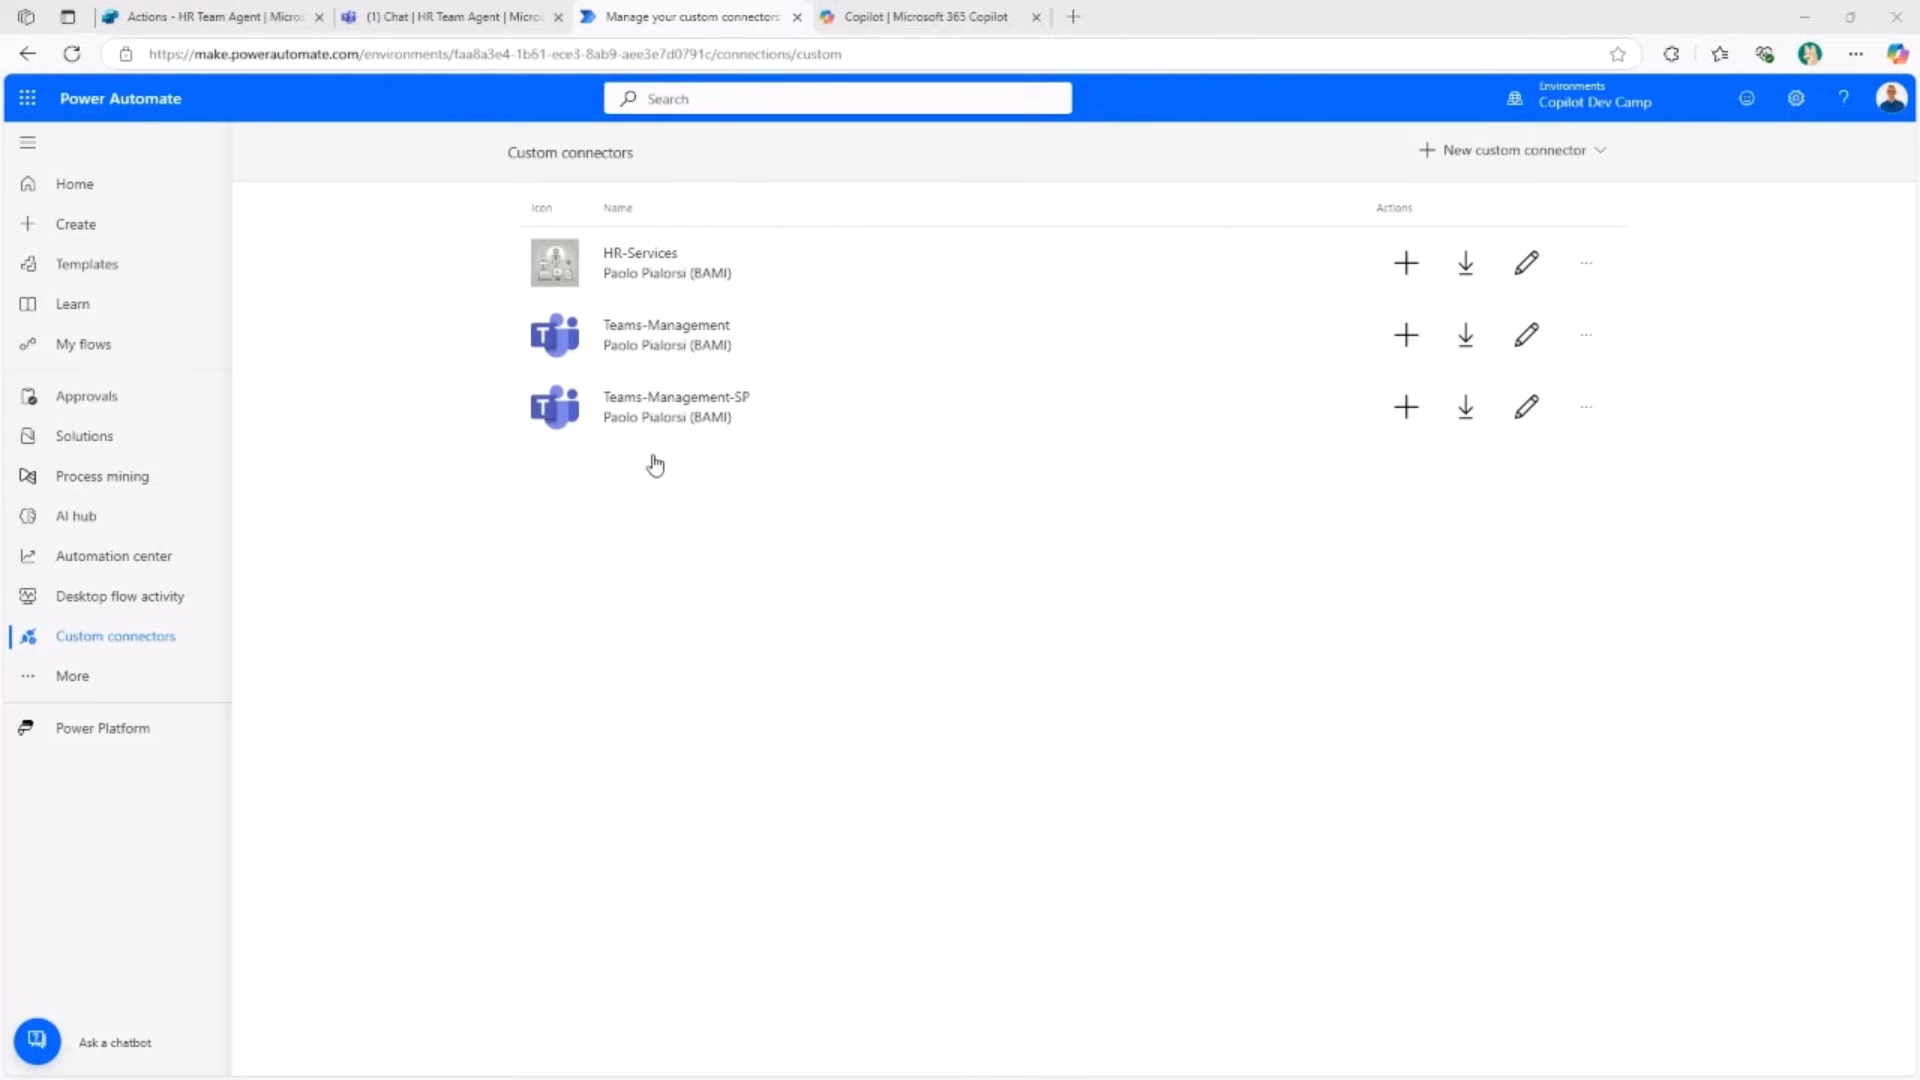 Actions - HR Team Agent | Micros
(1) Chat | HR Team Agent | Micros
Manage your custom connectors
Copilot | Microsoft 365 Copilot
https://make.powerautomate.com/environments/faa8a3e4-1b61-ece3-8ab9-aee3e7d0791c/connections/custom
Power Automate
Search
Environments
Copilot Dev Camp
Home
Create
Templates
Learn
My flows
Approvals
Solutions
Process mining
AI hub
Automation center
Desktop flow activity
Custom connectors
More
Power Platform
Ask a chatbot
Custom connectors
New custom connector
Icon
Name
Actions
HR-Services
Paolo Pialorsi (BAMI)
Teams-Management
Paolo Pialorsi (BAMI)
Teams-Management-SP
Paolo Pialorsi (BAMI)